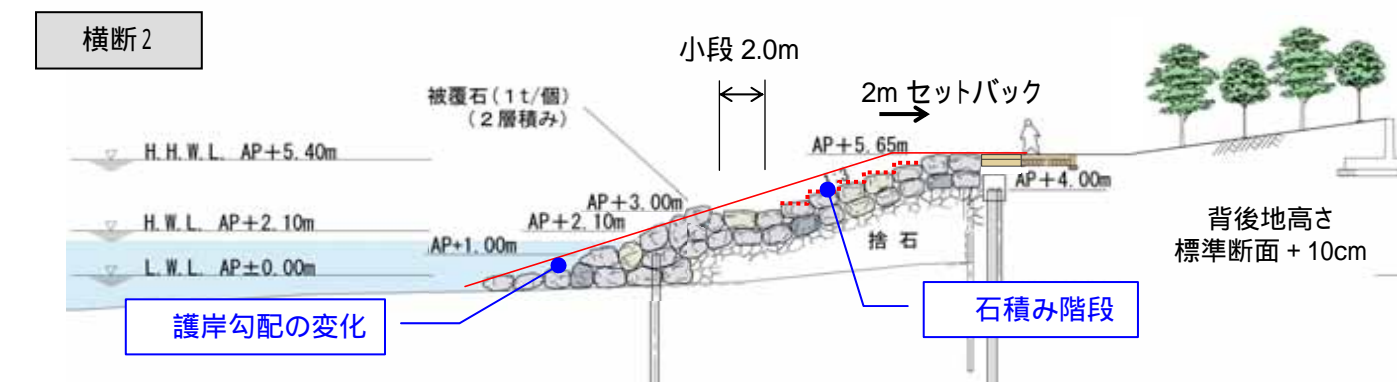 横断2
小段 2.0m
被覆石(1t/個)
(2層積み)
2m セットバック
H.H.W.L. AP+5.40m
AP+5.65m
AP+4.00m
AP+3.00m
H.W.L. AP+2.10m
AP+2.10m
AP+1.00m
捨石
背後地高さ
標準断面+10cm
L.W.L. AP±0.00m
護岸勾配の変化
石積み階段